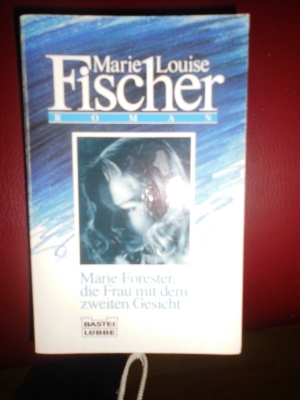 Marie Louise
Fischer
ROMAN
Marie Forester,
die Frau mit dem
zweiten Gesicht
BASTEI
LÜBBE